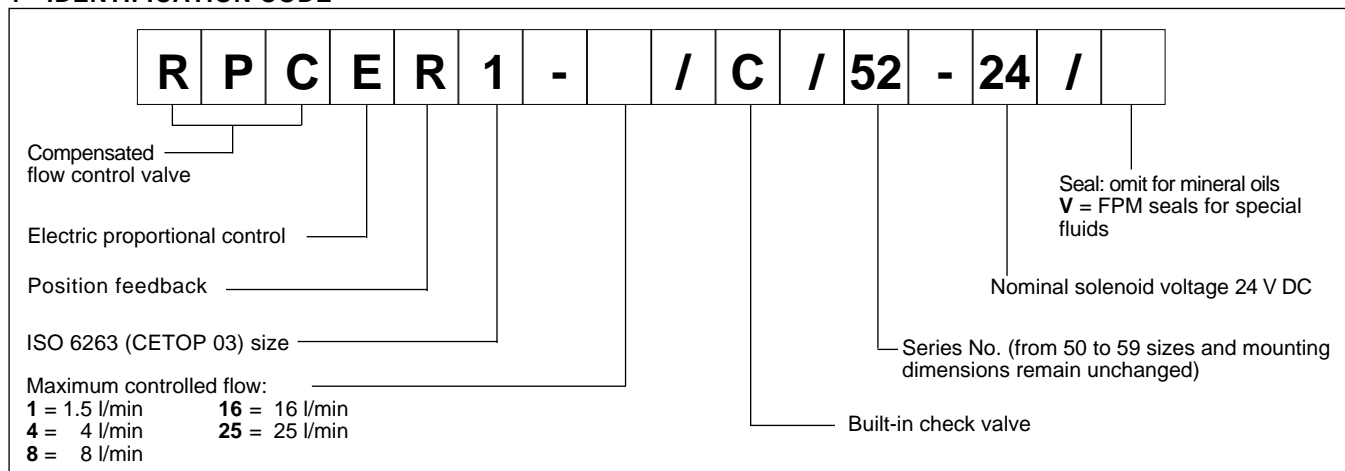 R P C E R 1 - / C / 52 - 24 /
Compensated
flow control valve
Electric proportional control
Position feedback
ISO 6263 (CETOP 03) size
Maximum controlled flow:
1 = 1.5 l/min 16 = 16 l/min
4 = 4 l/min 25 = 25 l/min
8 = 8 l/min
Seal: omit for mineral oils
V = FPM seals for special
fluids
Nominal solenoid voltage 24 V DC
Series No. (from 50 to 59 sizes and mounting
dimensions remain unchanged)
Built-in check valve